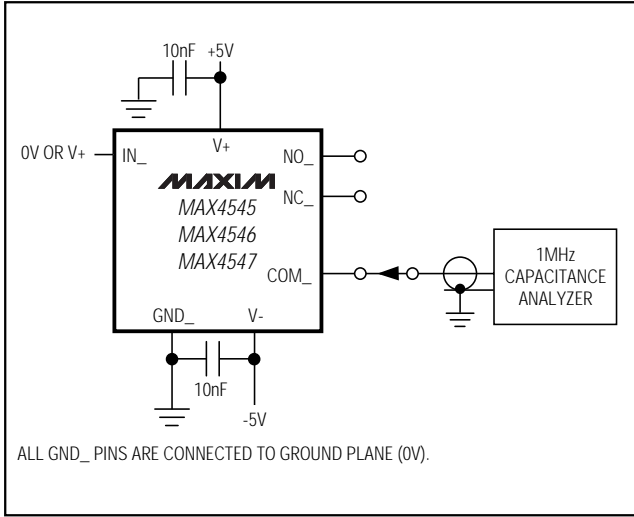 10nF +5V
V+
0V OR V+
IN_
NO_
MAXIM
NC_
MAX4545
MAX4546
MAX4547
COM_
1MHz
CAPACITANCE
ANALYZER
GND_ V-
10nF
-5V
ALL GND_ PINS ARE CONNECTED TO GROUND PLANE (0V).